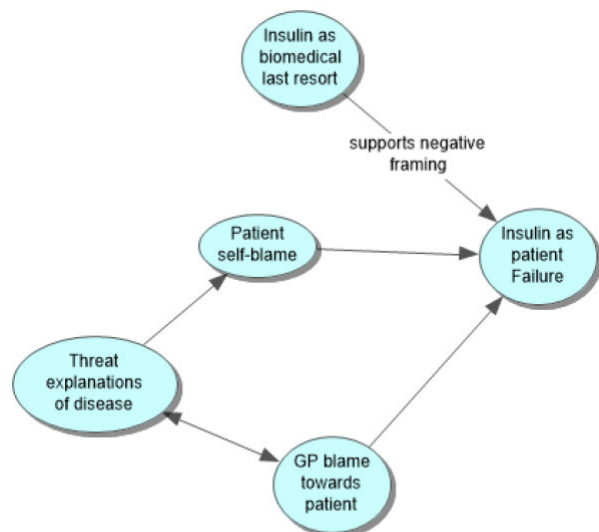 Insulin as
biomedical
last resort
supports negative
framing
Patient
self-blame
Insulin as
patient
Failure
Threat
explanations
of disease
GP blame
towards
patient